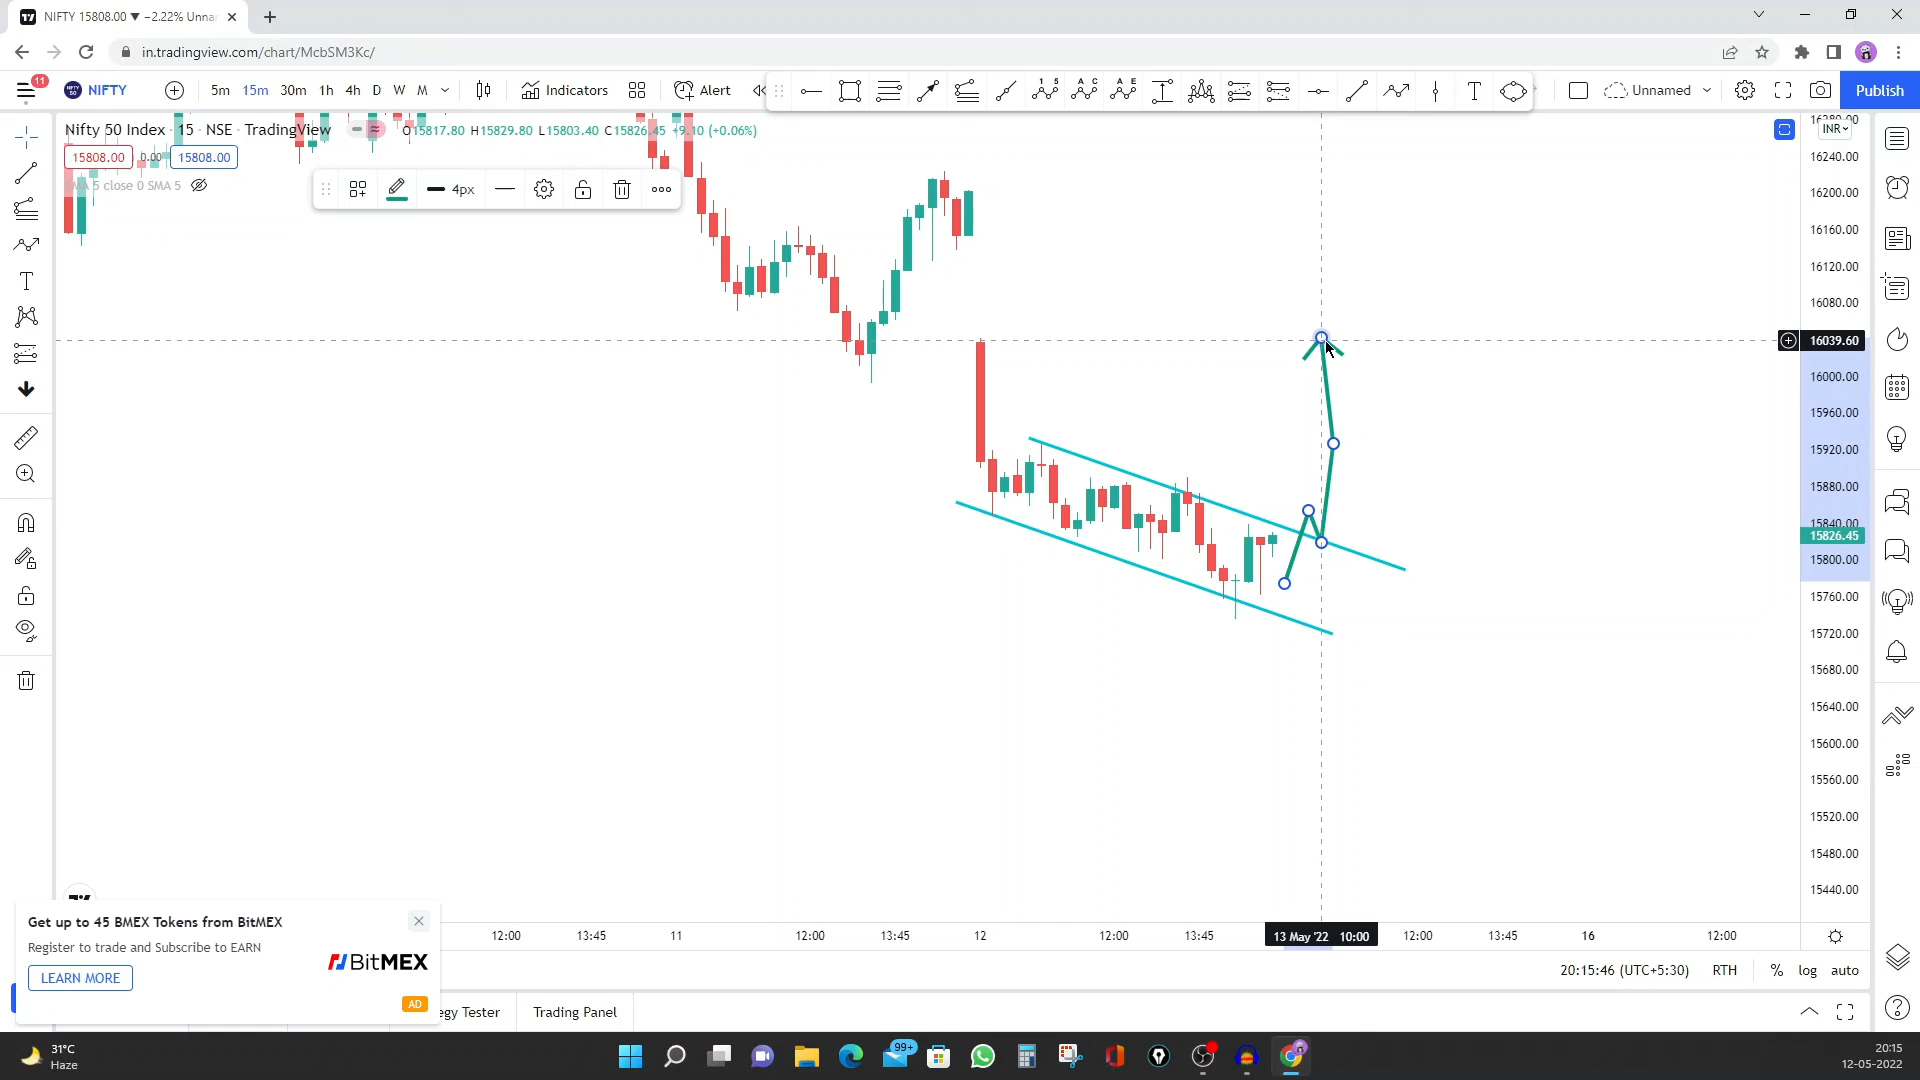 NIFTY 15808.00 ▼ −2.22% Unna
in.tradingview.com/chart/McbSM3Kc/
11
NIFTY 5m 15m 30m 1h 4h D W M Indicators Alert Unnamed Publish
Nifty 50 Index · 15 · NSE · TradingView O15817.80 H15829.80 L15803.40 C15826.45 +9.10 (+0.06%)
INR
15808.00 0.00 15808.00
5 close 0 SMA 5
4px
16280.00
16240.00
16200.00
16160.00
16120.00
16080.00
16039.60
16000.00
15960.00
15920.00
15880.00
15840.00
15826.45
15800.00
15760.00
15720.00
15680.00
15640.00
15600.00
15560.00
15520.00
15480.00
15440.00
12:00 13:45 11 12:00 13:45 12 12:00 13:45 13 May '22 10:00 12:00 13:45 16 12:00
Get up to 45 BMEX Tokens from BitMEX
Register to trade and Subscribe to EARN
BitMEX
LEARN MORE
AD
20:15:46 (UTC+5:30) RTH % log auto
egy Tester Trading Panel
31°C
Haze
99+
20:15
12-05-2022